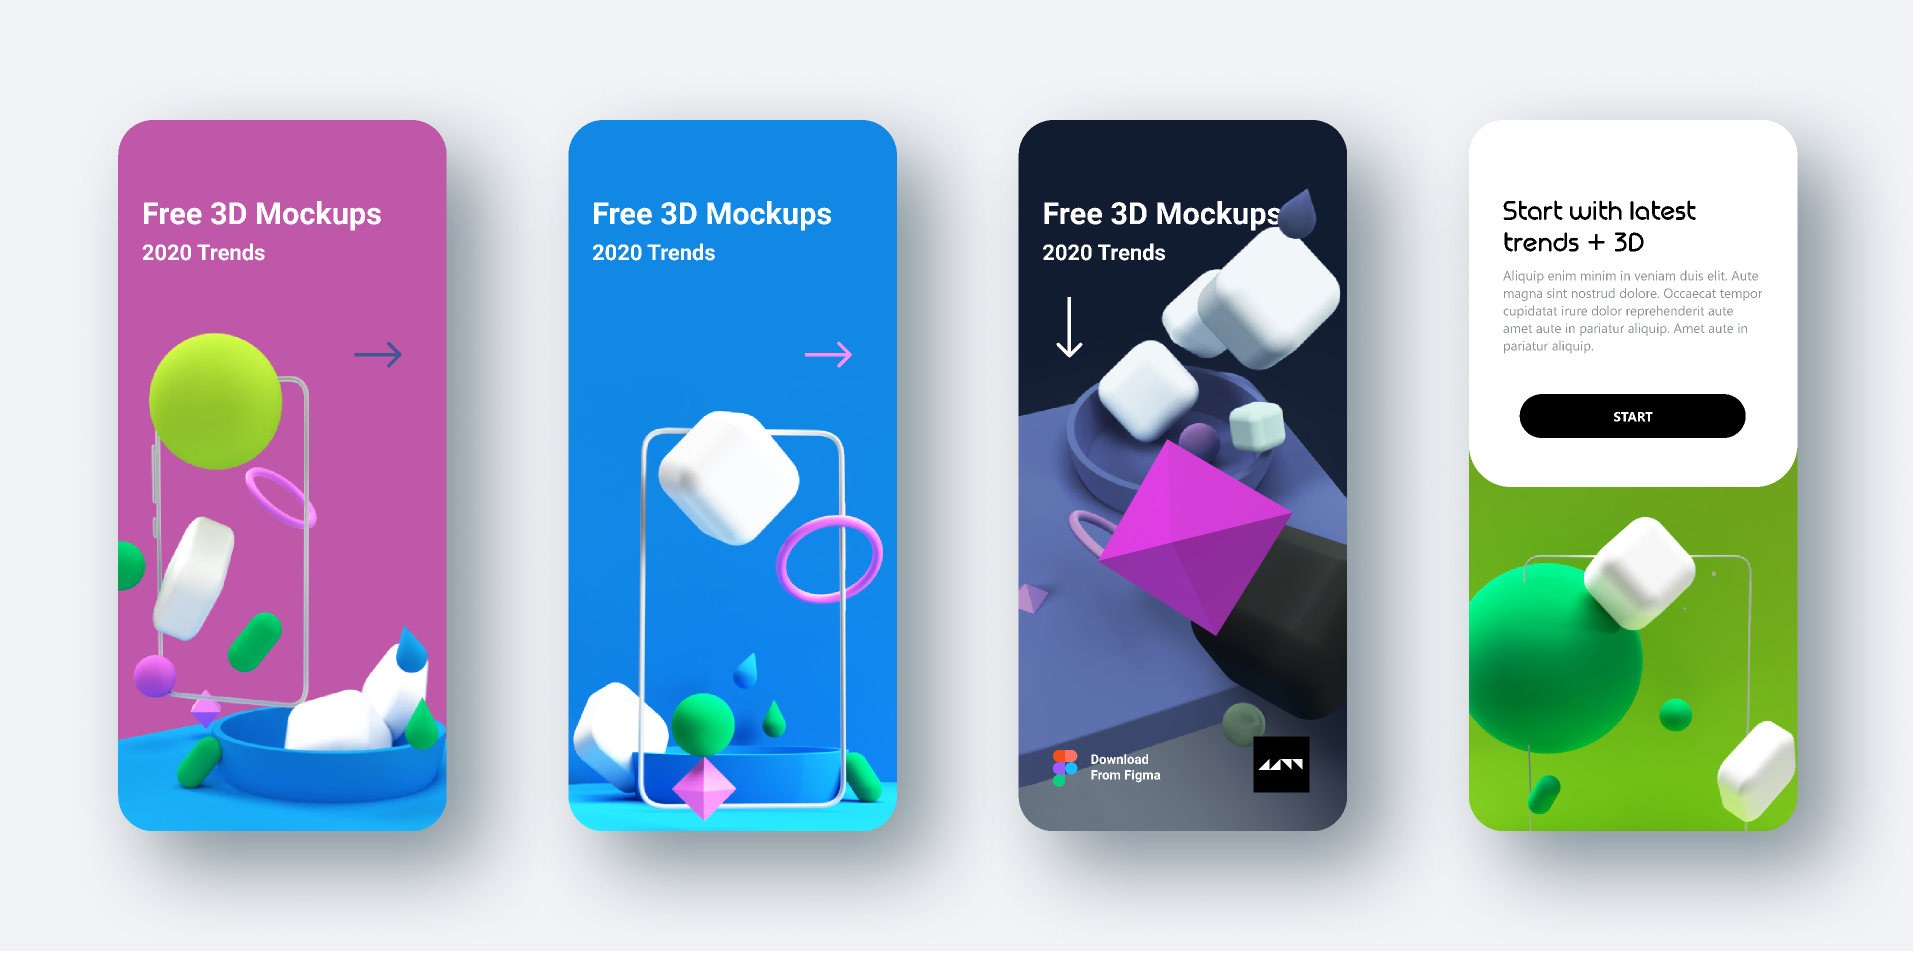 Free 3D Mockups
2020 Trends
Free 3D Mockups
2020 Trends
Free 3D Mockups
2020 Trends
Download
From Figma
Start with latest
trends + 3D
Aliquip enim minim in veniam duis elit. Aute
magna sint nostrud dolore. Occaecat tempor
cupidatat irure dolor reprehenderit aute
amet aute in pariatur aliquip. Amet aute in
pariatur aliquip.
START